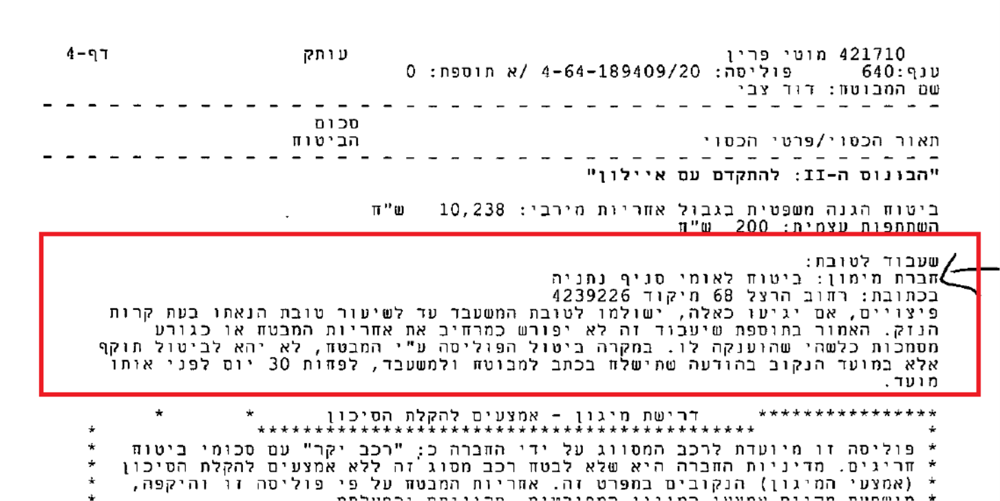 421710 מוטי פרין עותק דף-4
ענף:640 פוליסה: 4-64-189409/20 /א תוספת: 0
שם המבוטח: דוד צבי
סכום
תאור הכסוי/פרטי הכסוי הביטוח
"הבונוס ה-II: להתקדם עם איילון"
ביטוח הגנה משפטית בגבול אחריות מירבי: 10,238 ש"ח
השתתפות עצמית: 200 ש"ח
שעבוד לטובת:
חברת מימון: ביטוח לאומי סניף נתניה
בכתובת: רחוב הרצל 68 מיקוד 4239226
פיצויים, אם יגיעו כאלה, ישולמו לטובת המשעבד עד לשיעור טובת הנאתו בעת קרות
הנזק. האמור בתוספת שיעבוד זה לא יפורש כמרחיב את אחריות המבטח או כגורע
מסמכות כלשהי שהוענקה לו. במקרה ביטול הפוליסה ע"י המבטח, לא יהא לביטול תוקף
אלא במועד הנקוב בהודעה שתישלח בכתב למבוטח ולמשעבד, לפחות 30 יום לפני אותו
מועד.
**************** דרישת מיגון - אמצעים להקלת הסיכון * *
* ******************************************** *
* פוליסה זו מיועדת לרכב המסווג על ידי החברה כ: "רכב יקר" עם סכומי ביטוח *
* חריגים. מדיניות החברה היא שלא לבטח רכב מסוג זה ללא אמצעים להקלת הסיכון *
* (אמצעי המיגון) הנקובים במפרט זה. אחריות המבטח על פי פוליסה זו והיקפה, *